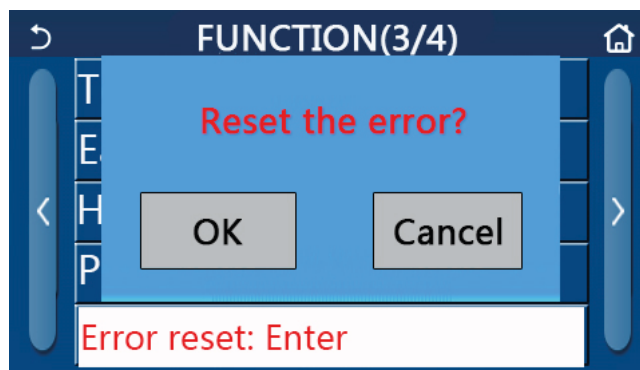 FUNCTION(3/4)
T
Reset the error?
E
H
OK Cancel
P
Error reset: Enter